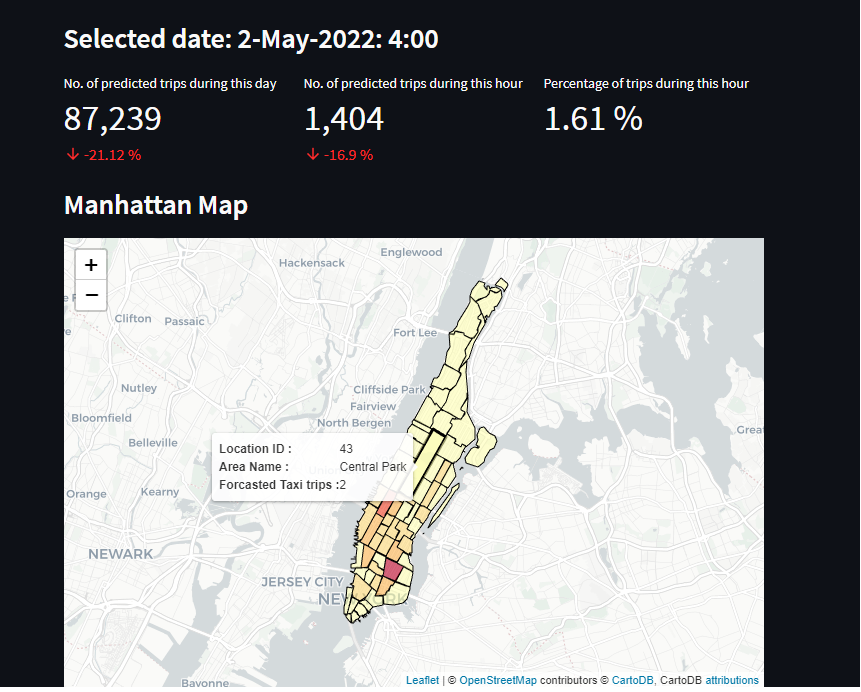 Selected date: 2-May-2022: 4:00
No. of predicted trips during this day
87,239
↓ -21.12 %
No. of predicted trips during this hour
1,404
↓ -16.9 %
Percentage of trips during this hour
1.61 %
Manhattan Map
+
−
Englewood
Hackensack
Clifton
Passaic
Fort Lee
Nutley
Cliffside Park
Fairview
North Bergen
Bloomfield
Belleville
Location ID : 43
Area Name : Central Park
Forcasted Taxi trips :2
Orange
Kearny
NEWARK
JERSEY CITY
Bayonne
Leaflet | © OpenStreetMap contributors © CartoDB, CartoDB attributions